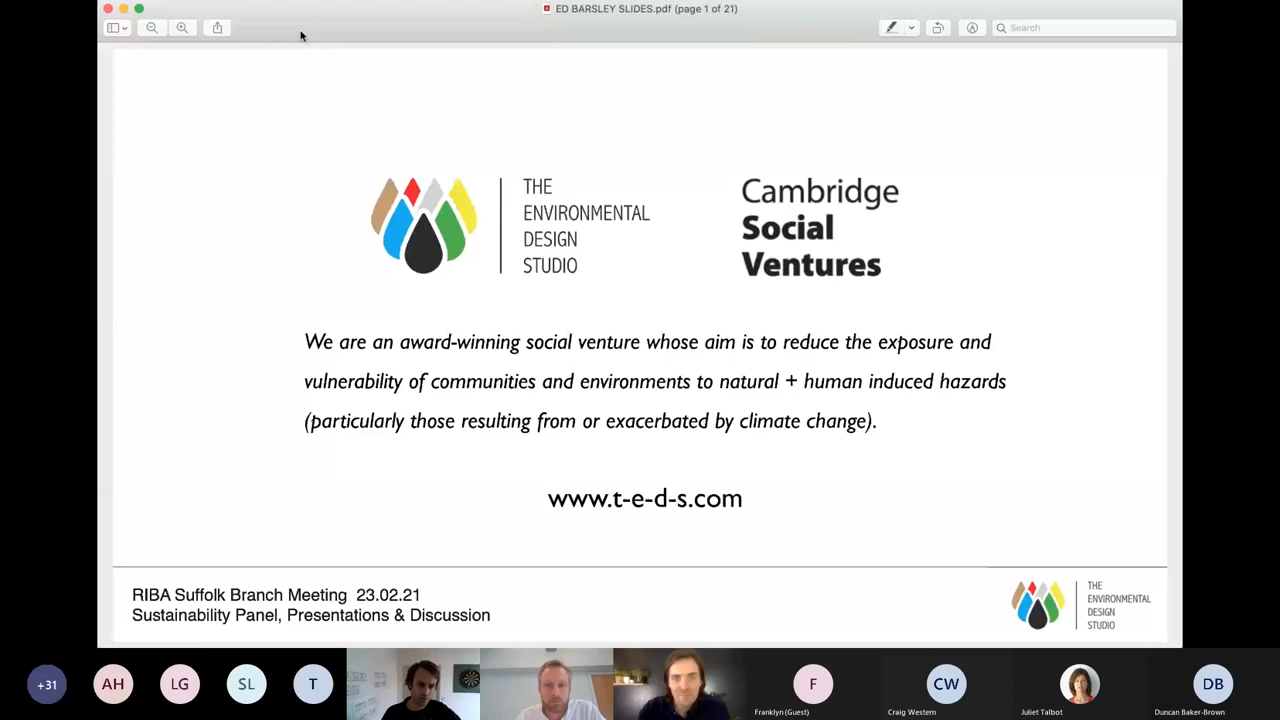 ED BARSLEY SLIDES.pdf (page 1 of 21)
Search
THE
ENVIRONMENTAL
DESIGN
STUDIO
Cambridge
Social
Ventures
We are an award-winning social venture whose aim is to reduce the exposure and
vulnerability of communities and environments to natural + human induced hazards
(particularly those resulting from or exacerbated by climate change).
www.t-e-d-s.com
RIBA Suffolk Branch Meeting 23.02.21
Sustainability Panel, Presentations & Discussion
THE
ENVIRONMENTAL
DESIGN
STUDIO
+31
AH
LG
SL
T
F
CW
DB
Franklyn (Guest)
Craig Western
Juliet Talbot
Duncan Baker-Brown